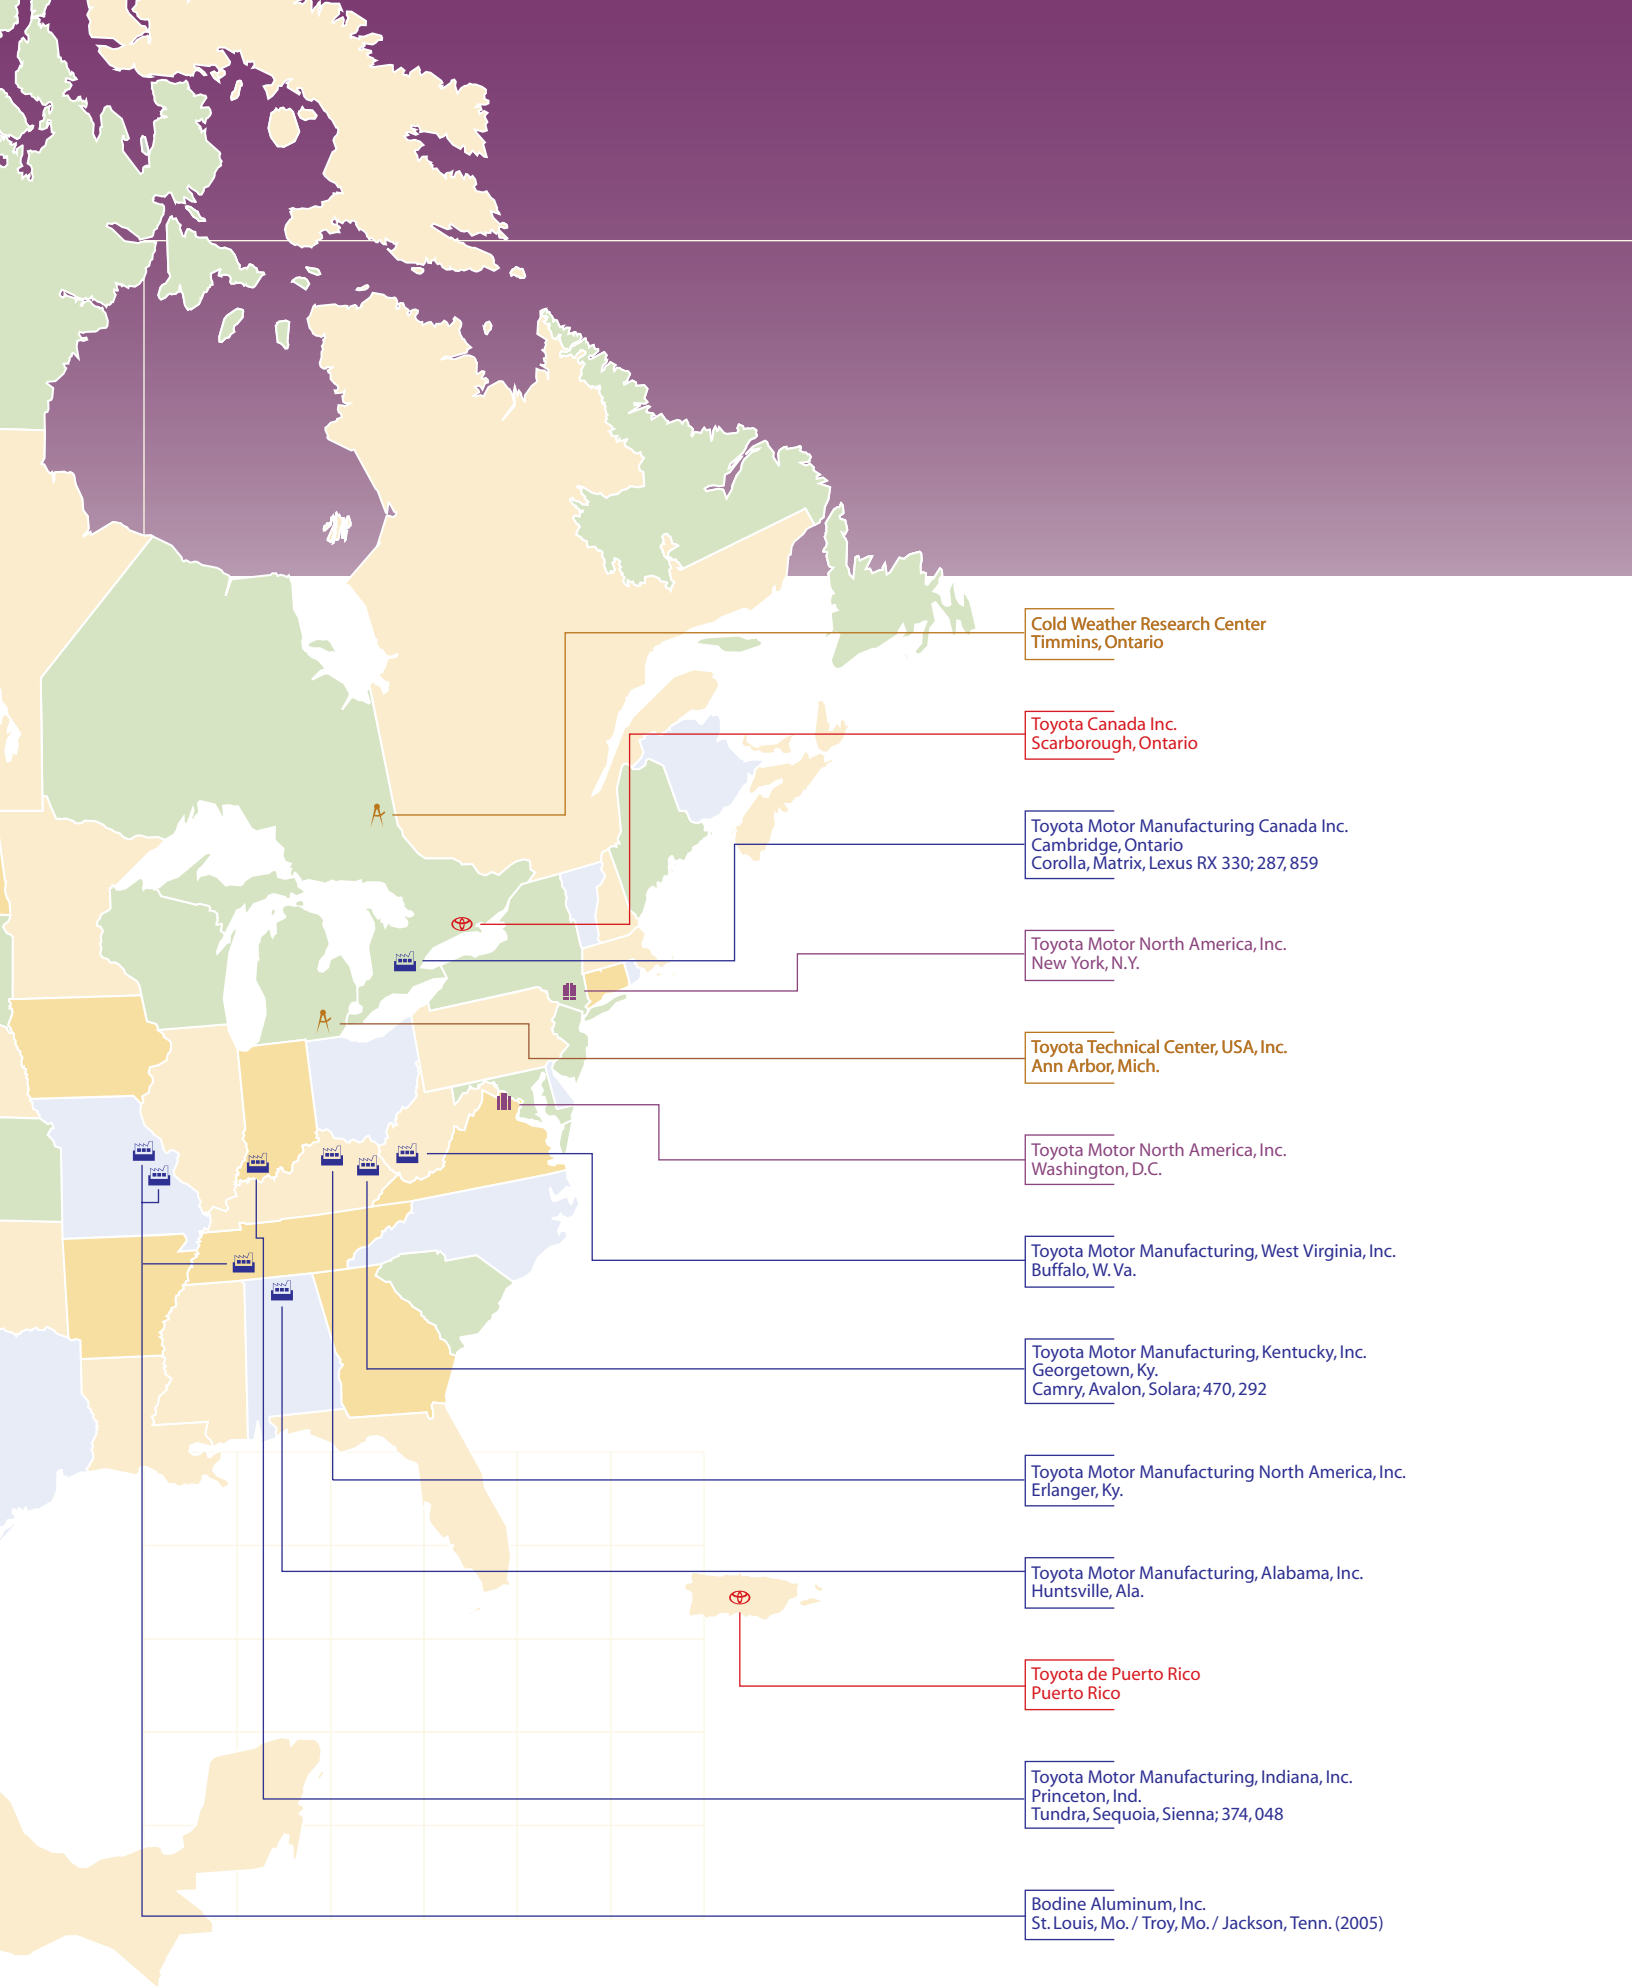 Cold Weather Research Center
Timmins, Ontario
Toyota Canada Inc.
Scarborough, Ontario
Toyota Motor Manufacturing Canada Inc.
Cambridge, Ontario
Corolla, Matrix, Lexus RX 330; 287, 859
Toyota Motor North America, Inc.
New York, N.Y.
Toyota Technical Center, USA, Inc.
Ann Arbor, Mich.
Toyota Motor North America, Inc.
Washington, D.C.
Toyota Motor Manufacturing, West Virginia, Inc.
Buffalo, W. Va.
Toyota Motor Manufacturing, Kentucky, Inc.
Georgetown, Ky.
Camry, Avalon, Solara; 470, 292
Toyota Motor Manufacturing North America, Inc.
Erlanger, Ky.
Toyota Motor Manufacturing, Alabama, Inc.
Huntsville, Ala.
Toyota de Puerto Rico
Puerto Rico
Toyota Motor Manufacturing, Indiana, Inc.
Princeton, Ind.
Tundra, Sequoia, Sienna; 374, 048
Bodine Aluminum, Inc.
St. Louis, Mo. / Troy, Mo. / Jackson, Tenn. (2005)